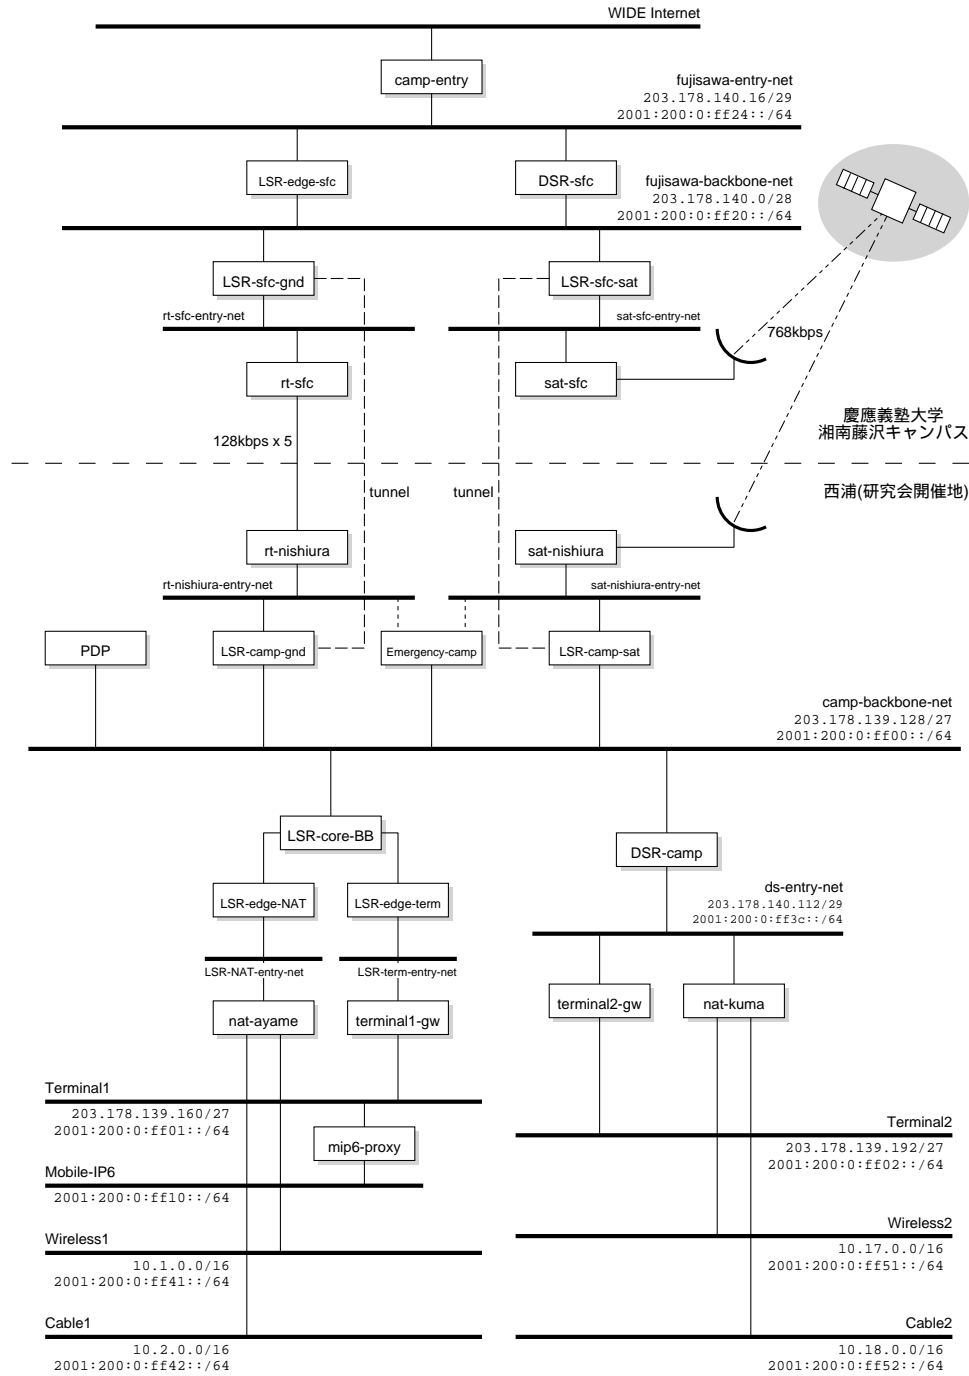 WIDE Internet
camp-entry
fujisawa-entry-net
203.178.140.16/29
2001:200:0:ff24::/64
LSR-edge-sfc
DSR-sfc
fujisawa-backbone-net
203.178.140.0/28
2001:200:0:ff20::/64
LSR-sfc-gnd
LSR-sfc-sat
rt-sfc-entry-net
sat-sfc-entry-net
768kbps
rt-sfc
sat-sfc
慶應義塾大学
湘南藤沢キャンパス
128kbps x 5
tunnel
tunnel
西浦(研究会開催地)
rt-nishiura
sat-nishiura
rt-nishiura-entry-net
sat-nishiura-entry-net
PDP
LSR-camp-gnd
Emergency-camp
LSR-camp-sat
camp-backbone-net
203.178.139.128/27
2001:200:0:ff00::/64
LSR-core-BB
DSR-camp
LSR-edge-NAT
LSR-edge-term
ds-entry-net
203.178.140.112/29
2001:200:0:ff3c::/64
LSR-NAT-entry-net
LSR-term-entry-net
nat-ayame
terminal1-gw
terminal2-gw
nat-kuma
Terminal1
203.178.139.160/27
2001:200:0:ff01::/64
mip6-proxy
Terminal2
203.178.139.192/27
2001:200:0:ff02::/64
Mobile-IP6
2001:200:0:ff10::/64
Wireless1
10.1.0.0/16
2001:200:0:ff41::/64
Wireless2
10.17.0.0/16
2001:200:0:ff51::/64
Cable1
10.2.0.0/16
2001:200:0:ff42::/64
Cable2
10.18.0.0/16
2001:200:0:ff52::/64